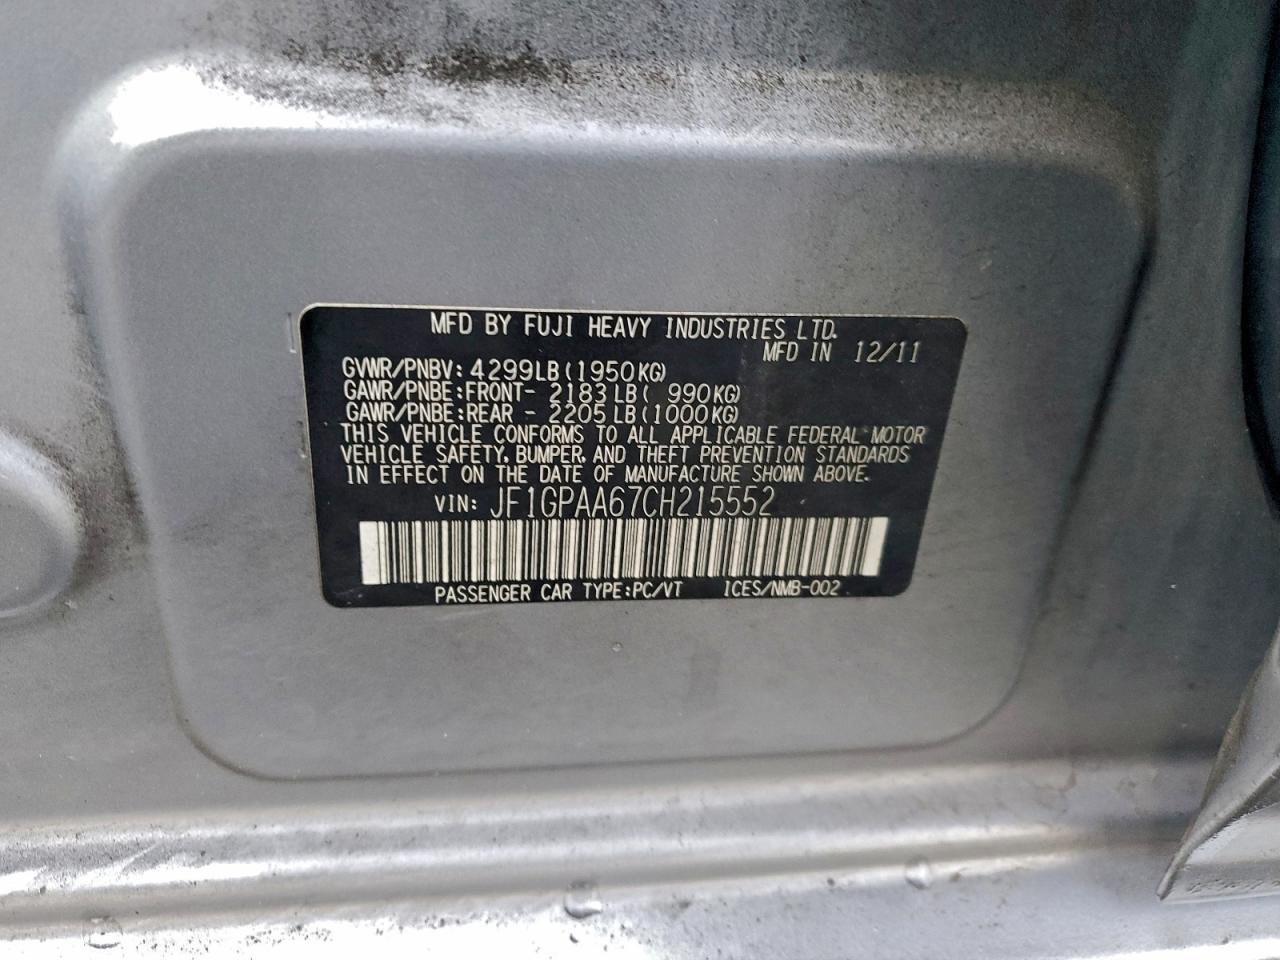 MFD BY FUJI HEAVY INDUSTRIES LTD.
MFD IN 12/11
GVWR/PNBV: 4299LB(1950KG)
GAWR/PNBE:FRONT- 2183LB( 990KG)
GAWR/PNBE:REAR - 2205LB(1000KG)
THIS VEHICLE CONFORMS TO ALL APPLICABLE FEDERAL MOTOR
VEHICLE SAFETY, BUMPER, AND THEFT PREVENTION STANDARDS
IN EFFECT ON THE DATE OF MANUFACTURE SHOWN ABOVE.
VIN: JF1GPAA67CH215552
PASSENGER CAR TYPE:PC/VT ICES/NMB-002